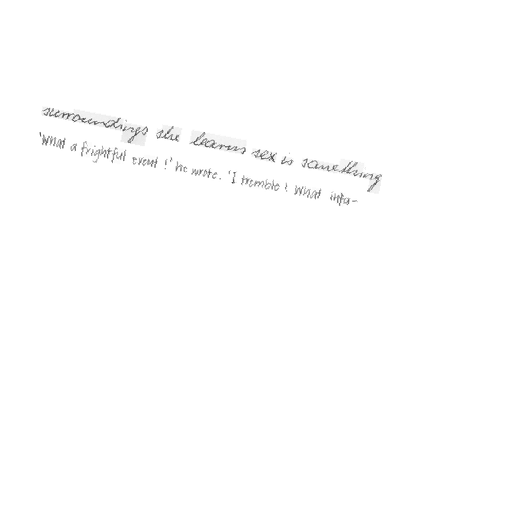 surroundings she learns sex is something
'What a frightful event !' he wrote. 'I tremble ! What infa-